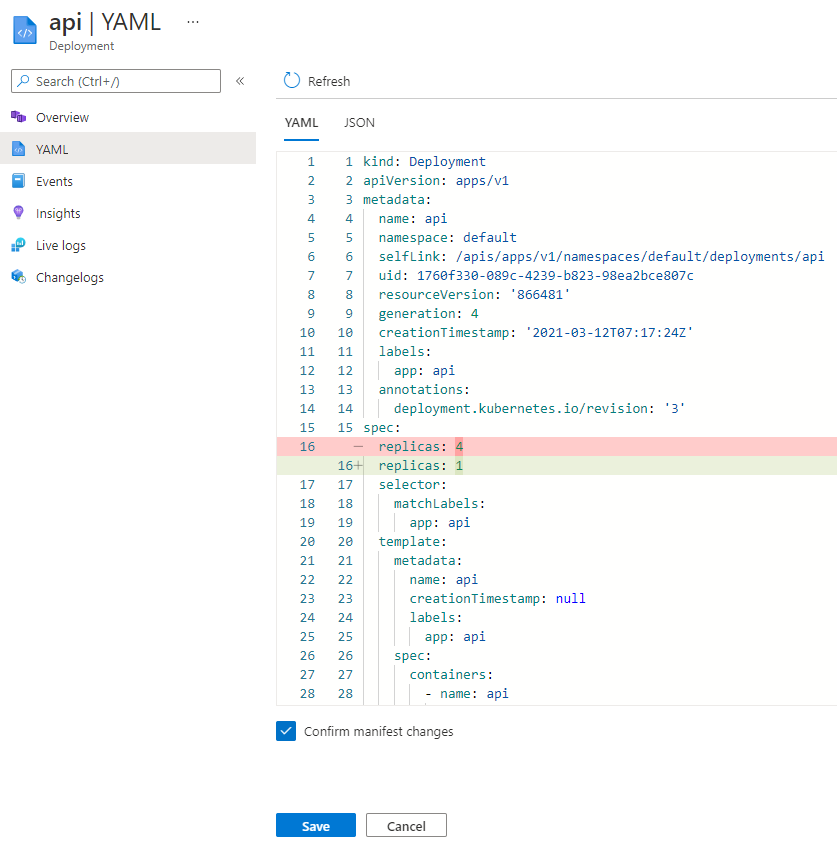 api | YAML ...
Deployment
Search (Ctrl+/) «
Refresh
Overview
YAML
Events
Insights
Live logs
Changelogs
YAML JSON
1 1 kind: Deployment
2 2 apiVersion: apps/v1
3 3 metadata:
4 4 name: api
5 5 namespace: default
6 6 selfLink: /apis/apps/v1/namespaces/default/deployments/api
7 7 uid: 1760f330-089c-4239-b823-98ea2bce807c
8 8 resourceVersion: '866481'
9 9 generation: 4
10 10 creationTimestamp: '2021-03-12T07:17:24Z'
11 11 labels:
12 12 app: api
13 13 annotations:
14 14 deployment.kubernetes.io/revision: '3'
15 15 spec:
16 − replicas: 4
16+ replicas: 1
17 17 selector:
18 18 matchLabels:
19 19 app: api
20 20 template:
21 21 metadata:
22 22 name: api
23 23 creationTimestamp: null
24 24 labels:
25 25 app: api
26 26 spec:
27 27 containers:
28 28 - name: api
Confirm manifest changes
Save Cancel